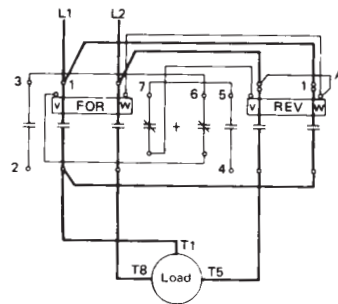 L1 L2
3 1 7 6 5 1
V FOR W V REV W
+
2 4
T1
T8 Load T5